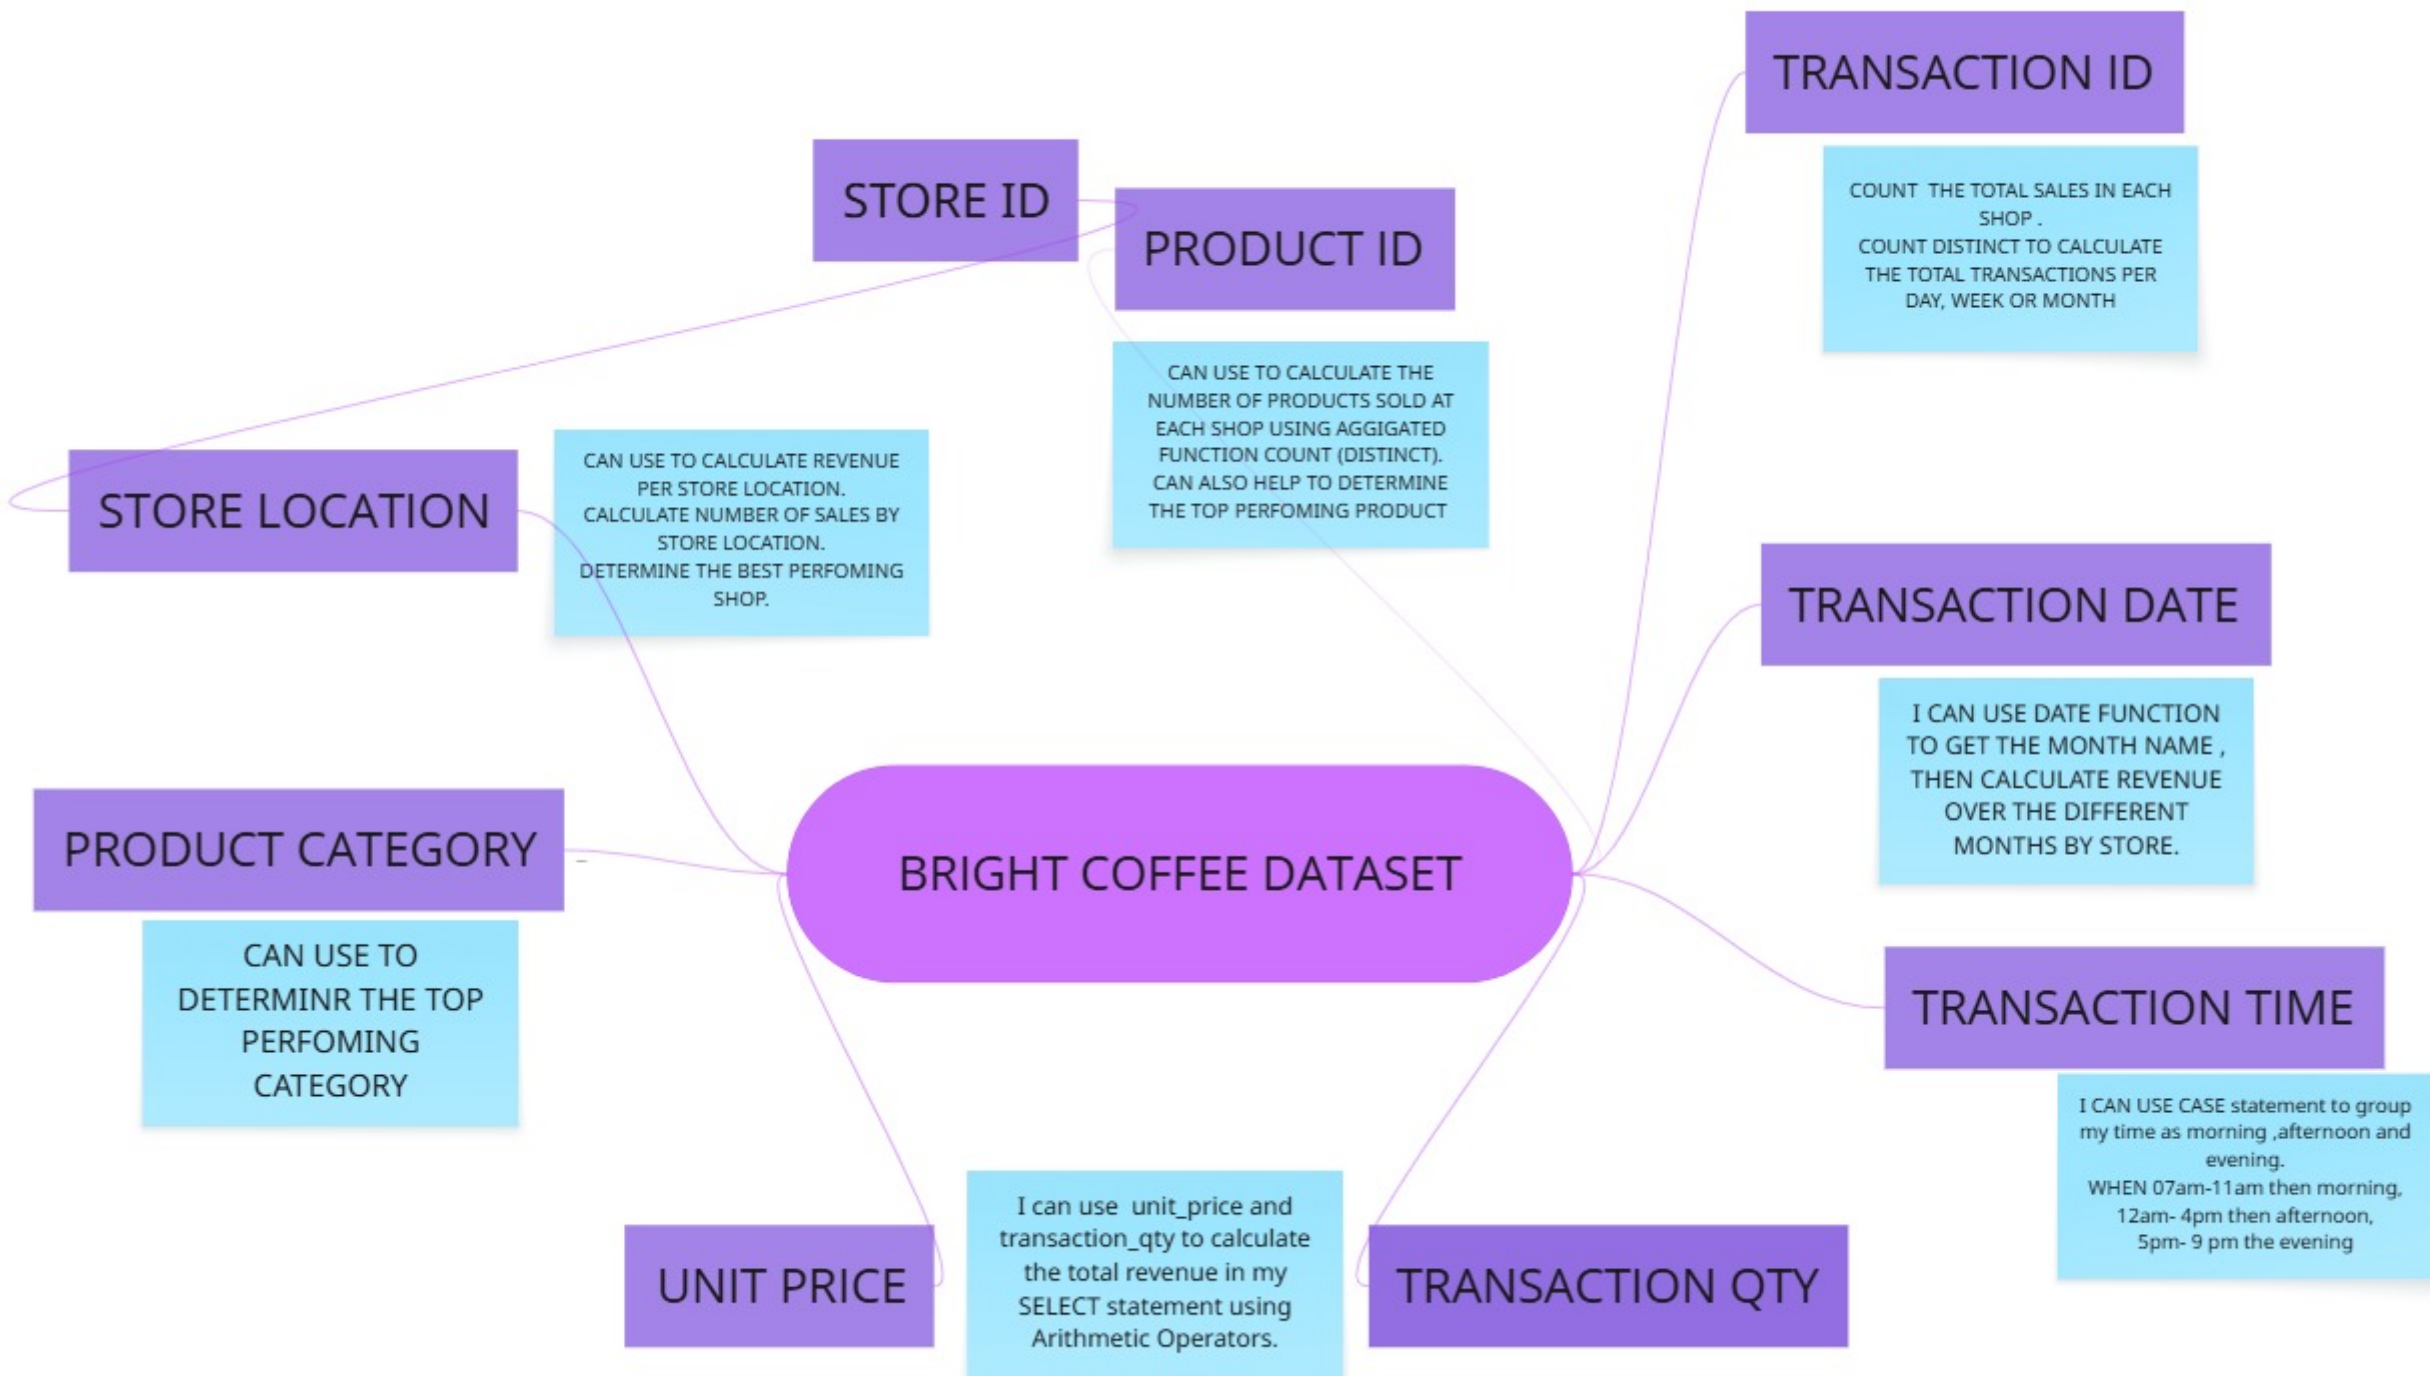 TRANSACTION ID
COUNT  THE TOTAL SALES IN EACH
SHOP .
COUNT DISTINCT TO CALCULATE
THE TOTAL TRANSACTIONS PER
DAY, WEEK OR MONTH
STORE ID
PRODUCT ID
CAN USE TO CALCULATE THE
NUMBER OF PRODUCTS SOLD AT
EACH SHOP USING AGGIGATED
FUNCTION COUNT (DISTINCT).
CAN ALSO HELP TO DETERMINE
THE TOP PERFOMING PRODUCT
STORE LOCATION
CAN USE TO CALCULATE REVENUE
PER STORE LOCATION.
CALCULATE NUMBER OF SALES BY
STORE LOCATION.
DETERMINE THE BEST PERFOMING
SHOP.
TRANSACTION DATE
I CAN USE DATE FUNCTION
TO GET THE MONTH NAME ,
THEN CALCULATE REVENUE
OVER THE DIFFERENT
MONTHS BY STORE.
PRODUCT CATEGORY
CAN USE TO
DETERMINR THE TOP
PERFOMING
CATEGORY
BRIGHT COFFEE DATASET
TRANSACTION TIME
I CAN USE CASE statement to group
my time as morning ,afternoon and
evening.
WHEN 07am-11am then morning,
12am- 4pm then afternoon,
5pm- 9 pm the evening
UNIT PRICE
I can use  unit_price and
transaction_qty to calculate
the total revenue in my
SELECT statement using
Arithmetic Operators.
TRANSACTION QTY